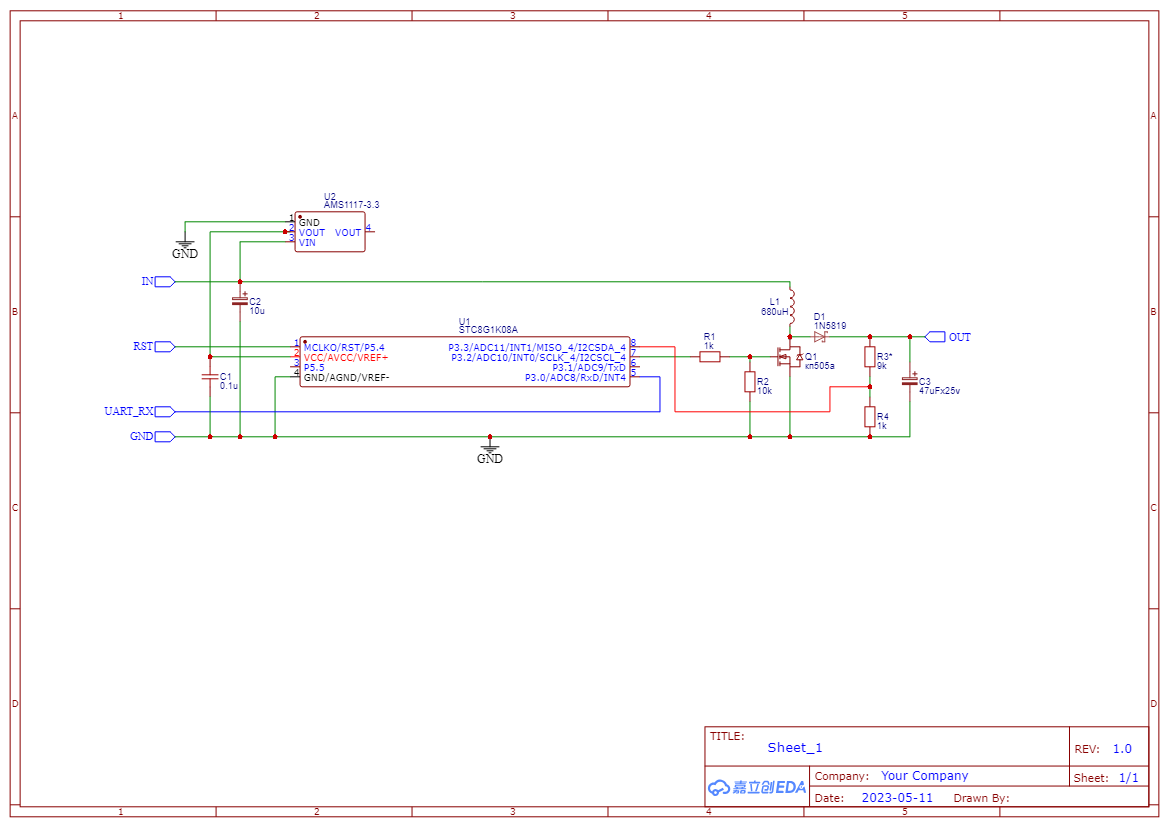 1 2 3 4 5
A A
U2
AMS1117-3.3
1 GND
2 VOUT VOUT 4
3 VIN
GND
IN
C2
10u
L1
680uH
B B
D1
1N5819
U1
STC8G1K08A
OUT
RST
1 MCLKO/RST/P5.4 P3.3/ADC11/INT1/MISO_4/I2CSDA_4 8
2 VCC/AVCC/VREF+ P3.2/ADC10/INT0/SCLK_4/I2CSCL_4 7
3 P5.5 P3.1/ADC9/TxD 6
4 GND/AGND/VREF- P3.0/ADC8/RxD/INT4 5
R1
1k
Q1
кп505а
R3*
9k
C1
0.1u
R2
10k
C3
47uFx25v
UART_RX
R4
1k
GND
GND
C C
D D
TITLE:
Sheet_1
REV: 1.0
嘉立创EDA
Company: Your Company
Sheet: 1/1
Date: 2023-05-11 Drawn By:
1 2 3 4 5